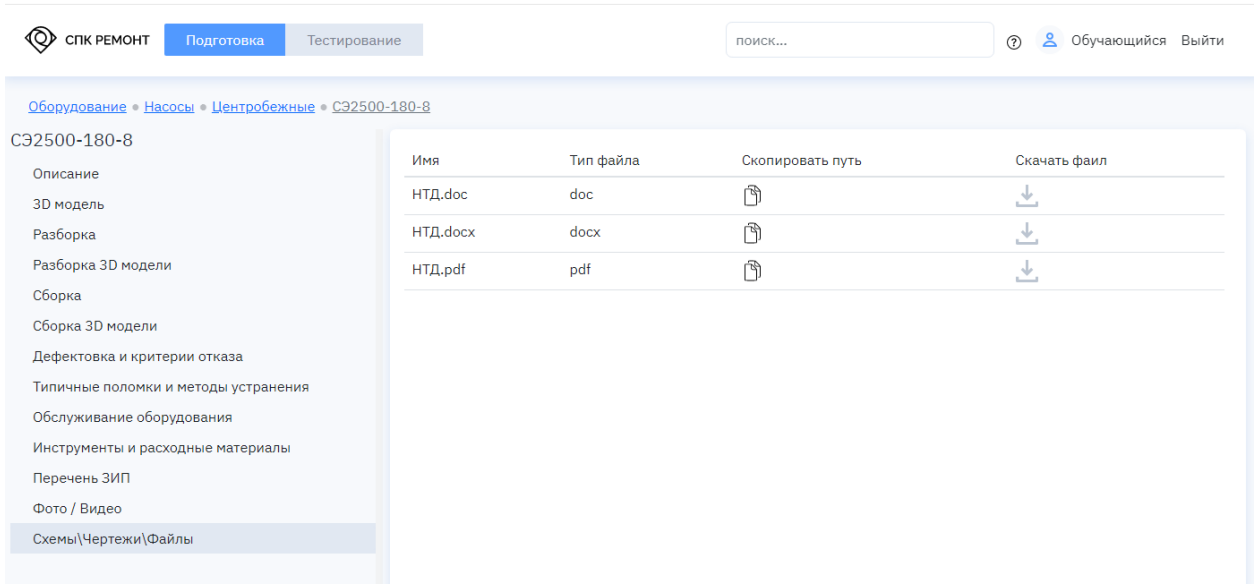 СПК РЕМОНТ Подготовка Тестирование поиск... Обучающийся Выйти
Оборудование • Насосы • Центробежные • СЭ2500-180-8
СЭ2500-180-8
Описание
3D модель
Разборка
Разборка 3D модели
Сборка
Сборка 3D модели
Дефектовка и критерии отказа
Типичные поломки и методы устранения
Обслуживание оборудования
Инструменты и расходные материалы
Перечень ЗИП
Фото / Видео
Схемы\Чертежи\Файлы
Имя Тип файла Скопировать путь Скачать фаил
НТД.doc doc
НТД.docx docx
НТД.pdf pdf